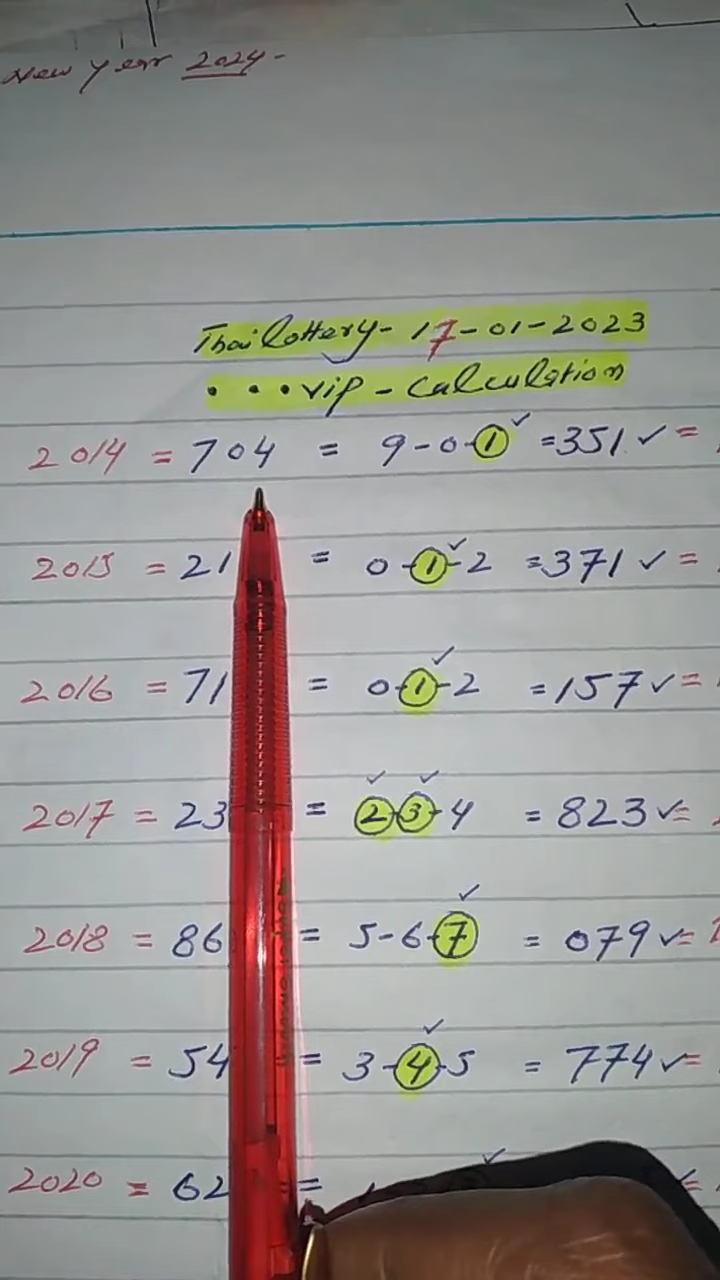 New Year 2024-
Thai Lottery- 17-01-2023
• • • vip - calculation
2014 = 704 = 9-0-1 ✓ =351 ✓ =
2015 = 21 = 0-1-2 ✓ =371 ✓ =
2016 = 71 = 0-1-2 ✓ =157 ✓ =
2017 = 23 = 2-3-4 ✓ ✓ = 823 ✓ =
2018 = 86 = 5-6-7 ✓ = 079 ✓ =
2019 = 54 = 3-4-5 ✓ = 774 ✓ =
2020 = 62 = ✓ =